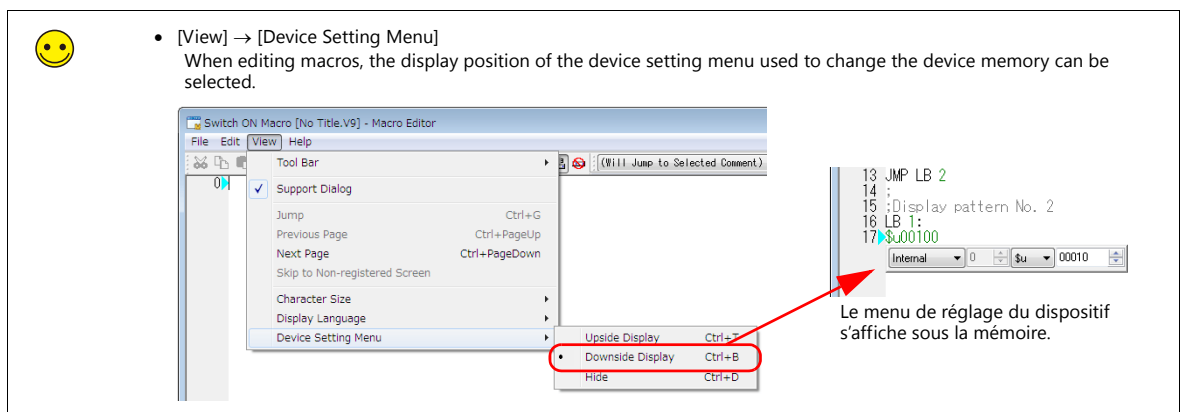 • [View] → [Device Setting Menu]
When editing macros, the display position of the device setting menu used to change the device memory can be
selected.
Switch ON Macro [No Title.V9] - Macro Editor
File Edit View Help
(Will Jump to Selected Comment)
0
Tool Bar
✓ Support Dialog
Jump Ctrl+G
Previous Page Ctrl+PageUp
Next Page Ctrl+PageDown
Skip to Non-registered Screen
Character Size
Display Language
Device Setting Menu
Upside Display Ctrl+T
• Downside Display Ctrl+B
Hide Ctrl+D
13 JMP LB 2
14 ;
15 ;Display pattern No. 2
16 LB 1:
17 $u00100
Internal 0 $u 00010
Le menu de réglage du dispositif
s’affiche sous la mémoire.